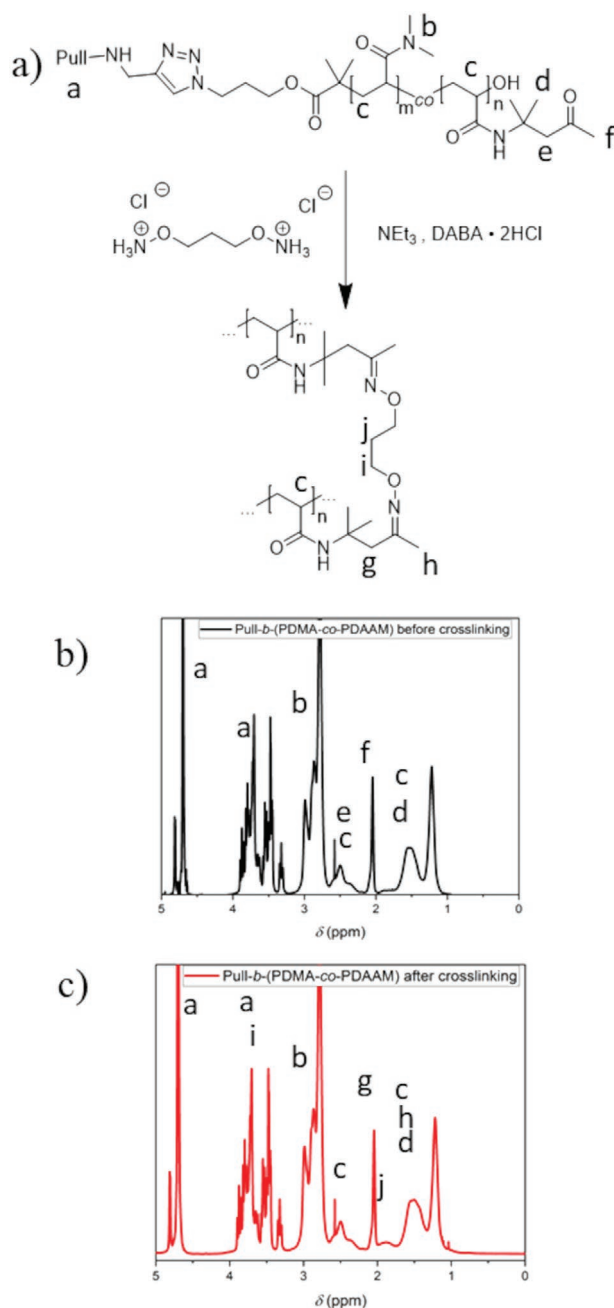 a)
Pull
NH
a
N
N
N
O
O
O
N
b
c
m
co
c
n
OH
O
N
H
d
O
e
f
Cl ⊖
Cl ⊖
H₃N ⊕ O
O ⊕ NH₃
NEt₃ , DABA • 2HCl
...
n
...
O
N
H
N
O
j
i
O
N
c
...
n
...
O
N
H
g
h
b)
Pull-b-(PDMA-co-PDAAM) before crosslinking
a
a
b
e
c
f
c
d
5 4 3 2 1 0
δ (ppm)
c)
Pull-b-(PDMA-co-PDAAM) after crosslinking
a
a
i
b
c
g
j
c
h
d
5 4 3 2 1 0
δ (ppm)